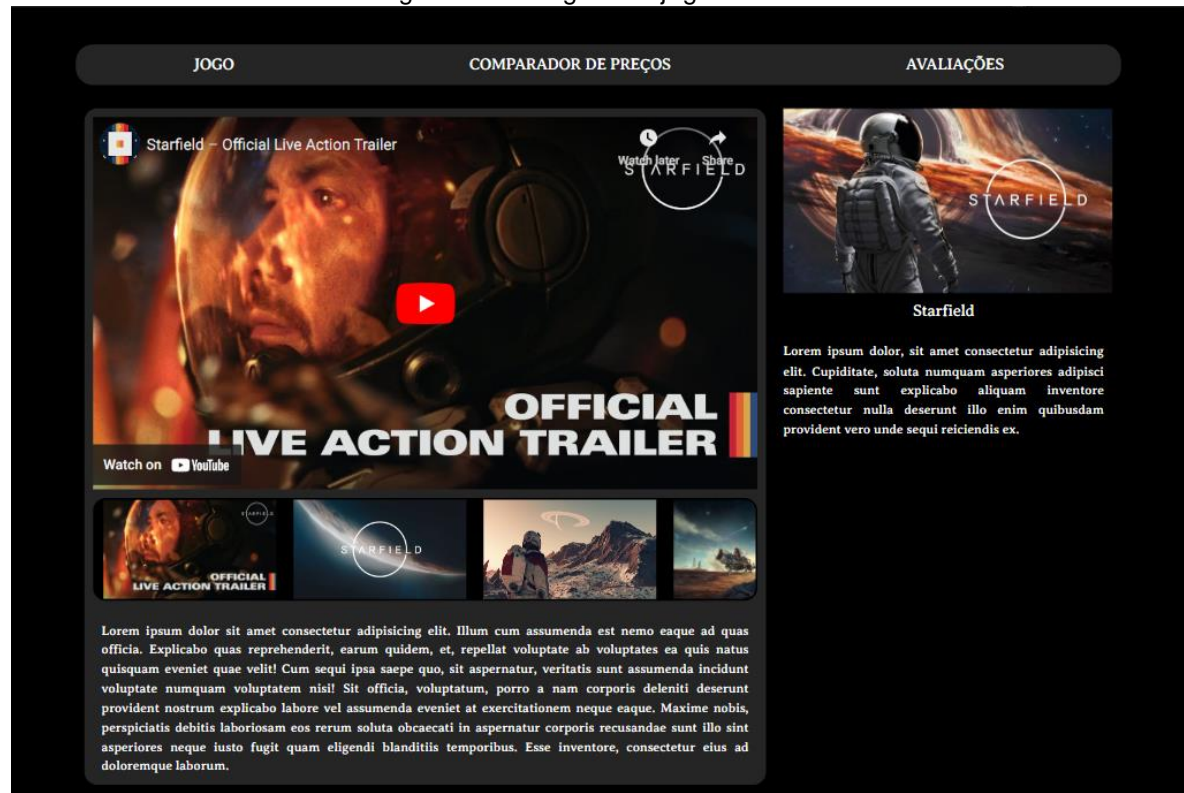 JOGO
COMPARADOR DE PREÇOS
AVALIAÇÕES
Starfield – Official Live Action Trailer
Watch later
Share
STARFIELD
OFFICIAL
LIVE ACTION TRAILER
Watch on YouTube
STARFIELD
OFFICIAL
LIVE ACTION TRAILER
STARFIELD
Lorem ipsum dolor sit amet consectetur adipisicing elit. Illum cum assumenda est nemo eaque ad quas
officia. Explicabo quas reprehenderit, earum quidem, et, repellat voluptate ab voluptates ea quis natus
quisquam eveniet quae velit! Cum sequi ipsa saepe quo, sit aspernatur, veritatis sunt assumenda incidunt
voluptate numquam voluptatem nisi! Sit officia, voluptatum, porro a nam corporis deleniti deserunt
provident nostrum explicabo labore vel assumenda eveniet at exercitationem neque eaque. Maxime nobis,
perspiciatis debitis laboriosam eos rerum soluta obcaecati in aspernatur corporis recusandae sunt illo sint
asperiores neque iusto fugit quam eligendi blanditiis temporibus. Esse inventore, consectetur eius ad
doloremque laborum.
STARFIELD
Starfield
Lorem ipsum dolor, sit amet consectetur adipisicing
elit. Cupiditate, soluta numquam asperiores adipisci
sapiente sunt explicabo aliquam inventore
consectetur nulla deserunt illo enim quibusdam
provident vero unde sequi reiciendis ex.